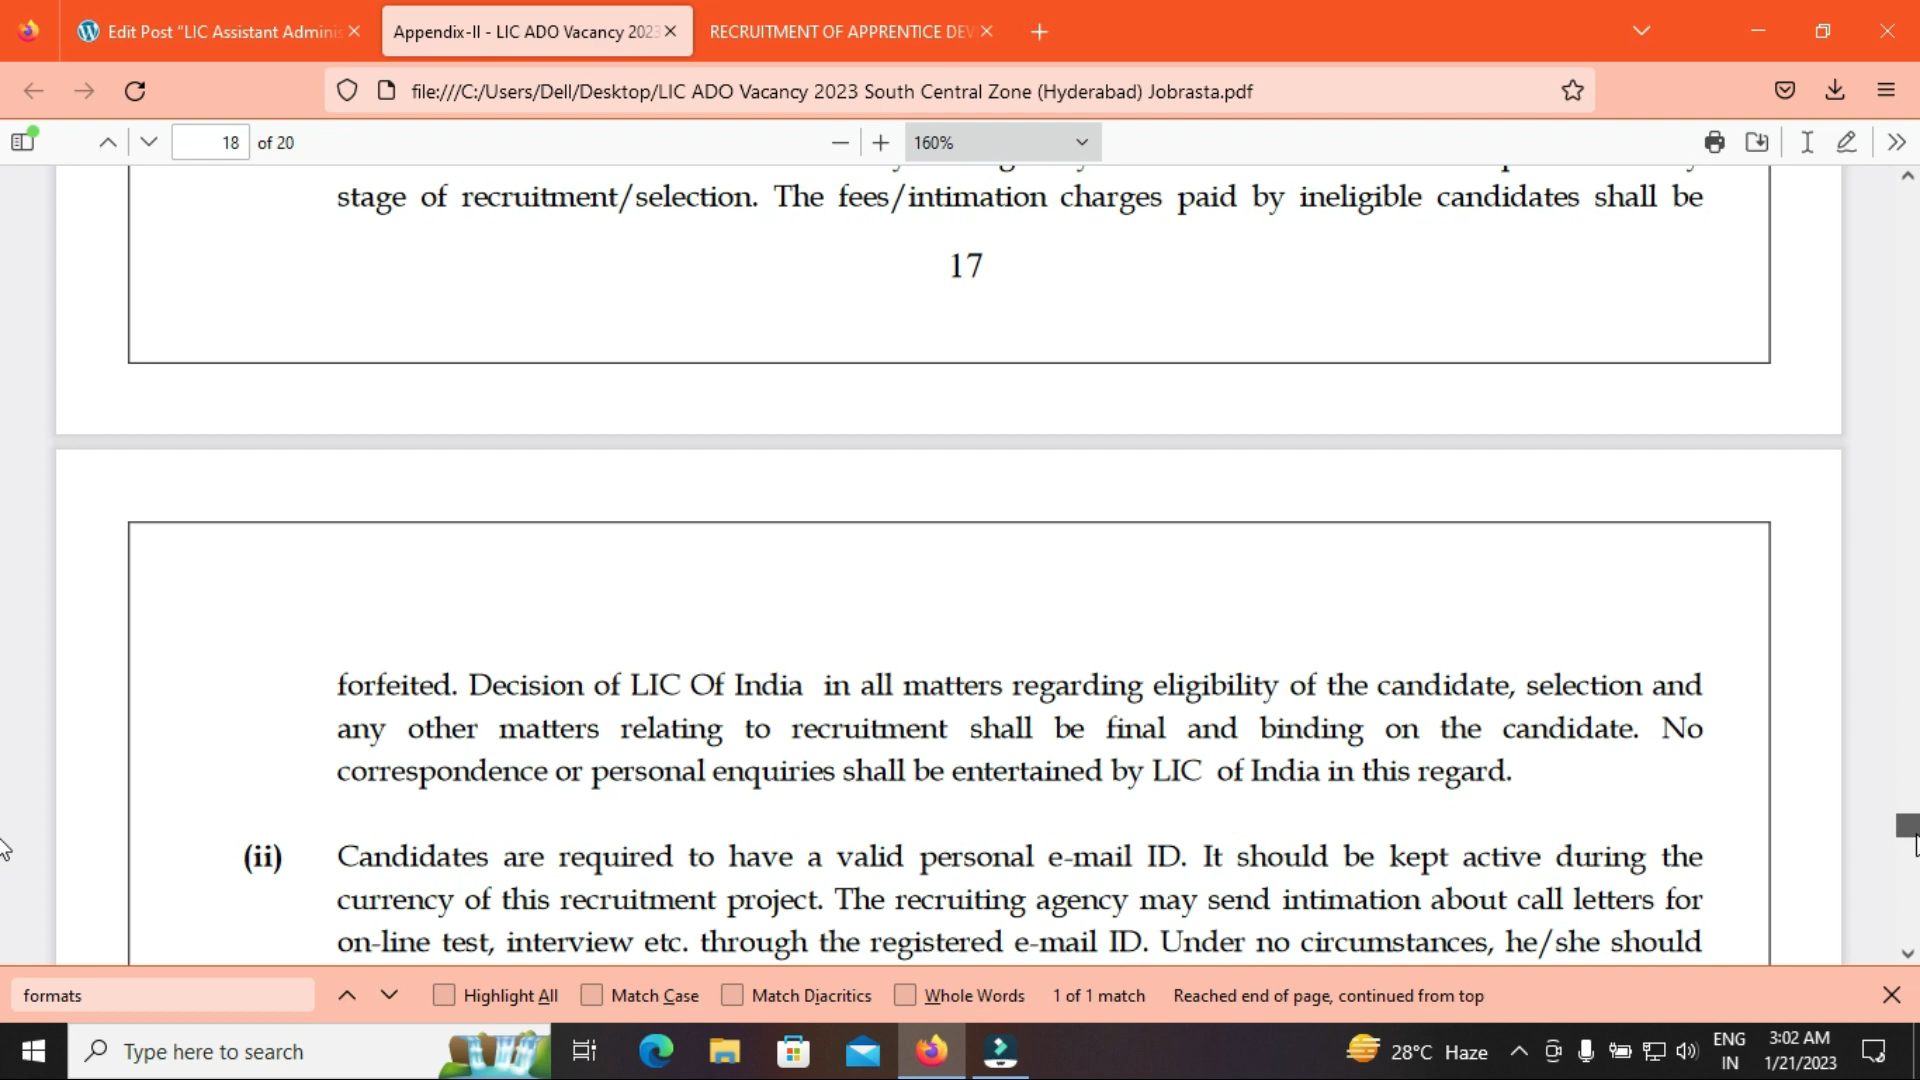 Edit Post "LIC Assistant Adminis
Appendix-II - LIC ADO Vacancy 2023
RECRUITMENT OF APPRENTICE DEV
file:///C:/Users/Dell/Desktop/LIC ADO Vacancy 2023 South Central Zone (Hyderabad) Jobrasta.pdf
18 of 20
160%
stage of recruitment/selection. The fees/intimation charges paid by ineligible candidates shall be
17
forfeited. Decision of LIC Of India in all matters regarding eligibility of the candidate, selection and
any other matters relating to recruitment shall be final and binding on the candidate. No
correspondence or personal enquiries shall be entertained by LIC of India in this regard.
(ii) Candidates are required to have a valid personal e-mail ID. It should be kept active during the
currency of this recruitment project. The recruiting agency may send intimation about call letters for
on-line test, interview etc. through the registered e-mail ID. Under no circumstances, he/she should
formats
Highlight All
Match Case
Match Diacritics
Whole Words
1 of 1 match
Reached end of page, continued from top
Type here to search
28°C Haze
ENG
IN
3:02 AM
1/21/2023